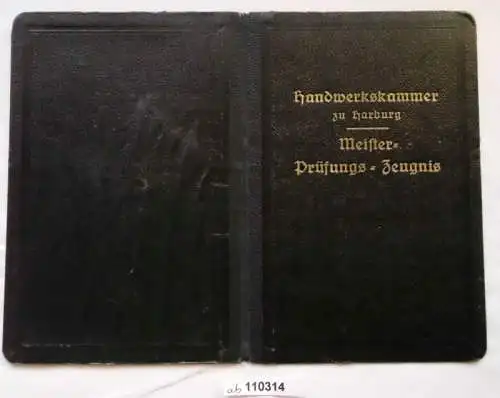 Handwerkskammer
zu Harburg
Meister-
Prüfungs-Zeugnis
ab 110314